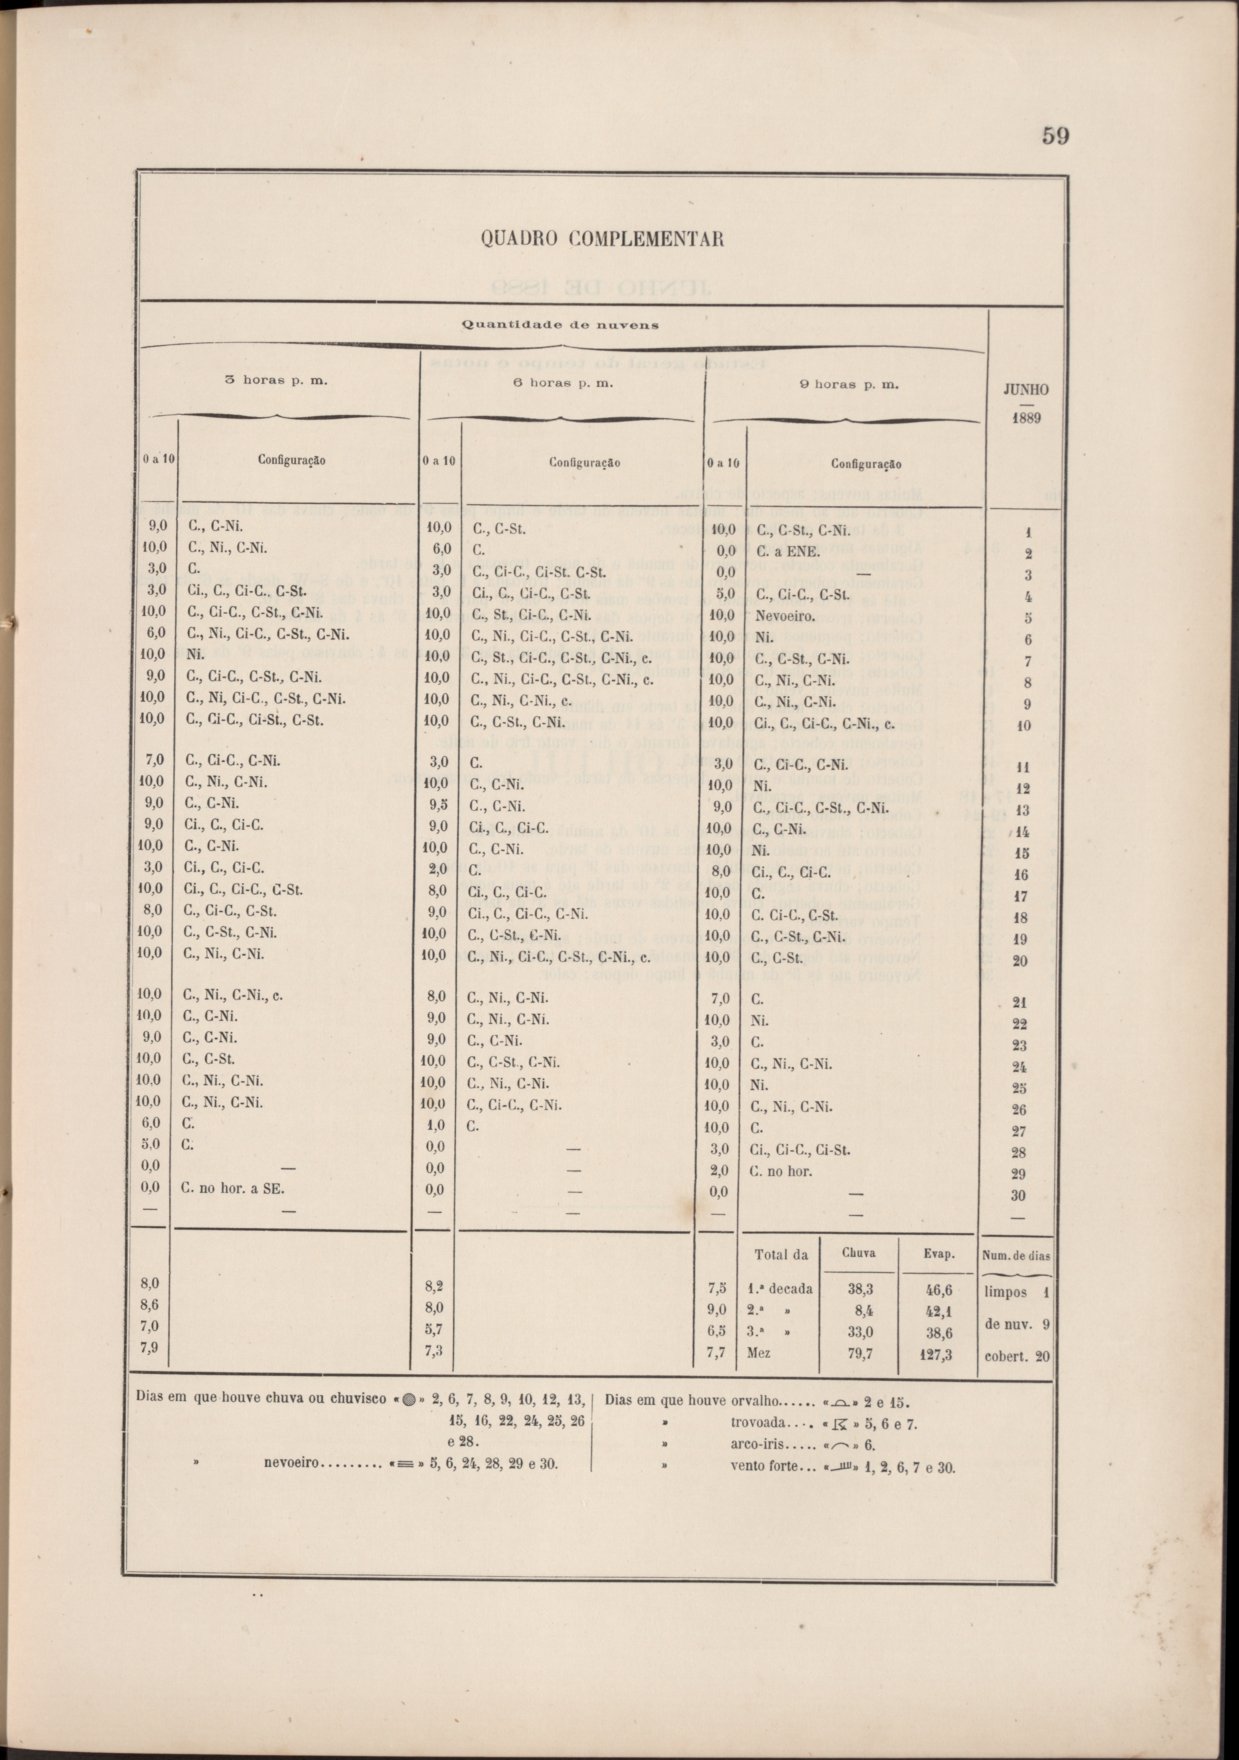 59
QUADRO COMPLEMENTAR
Quantidade de nuvens
3 horas p. m. 6 horas p. m. 9 horas p. m. JUNHO
—
1889
0 a 10 Configuração 0 a 10 Configuração 0 a 10 Configuração
9,0 C., C-Ni. 10,0 C., C-St. 10,0 C., C-St., C-Ni. 1
10,0 C., Ni., C-Ni. 6,0 C. 0,0 C. a ENE. 2
3,0 C. 3,0 C., Ci-C., Ci-St. C-St. 0,0 — 3
3,0 Ci., C., Ci-C., C-St. 3,0 Ci., C., Ci-C., C-St. 5,0 C., Ci-C., C-St. 4
10,0 C., Ci-C., C-St., C-Ni. 10,0 C., St., Ci-C., C-Ni. 10,0 Nevoeiro. 5
6,0 C., Ni., Ci-C., C-St., C-Ni. 10,0 C., Ni., Ci-C., C-St., C-Ni. 10,0 Ni. 6
10,0 Ni. 10,0 C., St., Ci-C., C-St., C-Ni., c. 10,0 C., C-St., C-Ni. 7
9,0 C., Ci-C., C-St., C-Ni. 10,0 C., Ni., Ci-C., C-St., C-Ni., c. 10,0 C., Ni., C-Ni. 8
10,0 C., Ni, Ci-C., C-St., C-Ni. 10,0 C., Ni., C-Ni., c. 10,0 C., Ni., C-Ni. 9
10,0 C., Ci-C., Ci-St., C-St. 10,0 C., C-St., C-Ni. 10,0 Ci., C., Ci-C., C-Ni., c. 10
7,0 C., Ci-C., C-Ni. 3,0 C. 3,0 C., Ci-C., C-Ni. 11
10,0 C., Ni., C-Ni. 10,0 C., C-Ni. 10,0 Ni. 12
9,0 C., C-Ni. 9,5 C., C-Ni. 9,0 C., Ci-C., C-St., C-Ni. 13
9,0 Ci., C., Ci-C. 9,0 Ci., C., Ci-C. 10,0 C., C-Ni. 14
10,0 C., C-Ni. 10,0 C., C-Ni. 10,0 Ni. 15
3,0 Ci., C., Ci-C. 2,0 C. 8,0 Ci., C., Ci-C. 16
10,0 Ci., C., Ci-C., C-St. 8,0 Ci., C., Ci-C. 10,0 C. 17
8,0 C., Ci-C., C-St. 9,0 Ci., C., Ci-C., C-Ni. 10,0 C. Ci-C., C-St. 18
10,0 C., C-St., C-Ni. 10,0 C., C-St., C-Ni. 10,0 C., C-St., C-Ni. 19
10,0 C., Ni., C-Ni. 10,0 C., Ni., Ci-C., C-St., C-Ni., c. 10,0 C., C-St. 20
10,0 C., Ni., C-Ni., c. 8,0 C., Ni., C-Ni. 7,0 C. 21
10,0 C., C-Ni. 9,0 C., Ni., C-Ni. 10,0 Ni. 22
9,0 C., C-Ni. 9,0 C., C-Ni. 3,0 C. 23
10,0 C., C-St. 10,0 C., C-St., C-Ni. 10,0 C., Ni., C-Ni. 24
10,0 C., Ni., C-Ni. 10,0 C., Ni., C-Ni. 10,0 Ni. 25
10,0 C., Ni., C-Ni. 10,0 C., Ci-C., C-Ni. 10,0 C., Ni., C-Ni. 26
6,0 C. 1,0 C. 10,0 C. 27
5,0 C. 0,0 — 3,0 Ci., Ci-C., Ci-St. 28
0,0 — 0,0 — 2,0 C. no hor. 29
0,0 C. no hor. a SE. 0,0 — 0,0 — 30
— — — — — — —
Total da Chuva Evap. Num. de dias
8,0 8,2 7,5 1.ª decada 38,3 46,6 limpos 1
8,6 8,0 9,0 2.ª » 8,4 42,1
7,0 5,7 6,5 3.ª » 33,0 38,6 de nuv. 9
7,9 7,3 7,7 Mez 79,7 127,3 cobert. 20
Dias em que houve chuva ou chuvisco «●» 2, 6, 7, 8, 9, 10, 12, 13,
15, 16, 22, 24, 25, 26
e 28.
» nevoeiro......... «≡» 5, 6, 24, 28, 29 e 30.
Dias em que houve orvalho...... « » 2 e 15.
» trovoada.... « » 5, 6 e 7.
» arco-iris..... « » 6.
» vento forte... « » 1, 2, 6, 7 e 30.